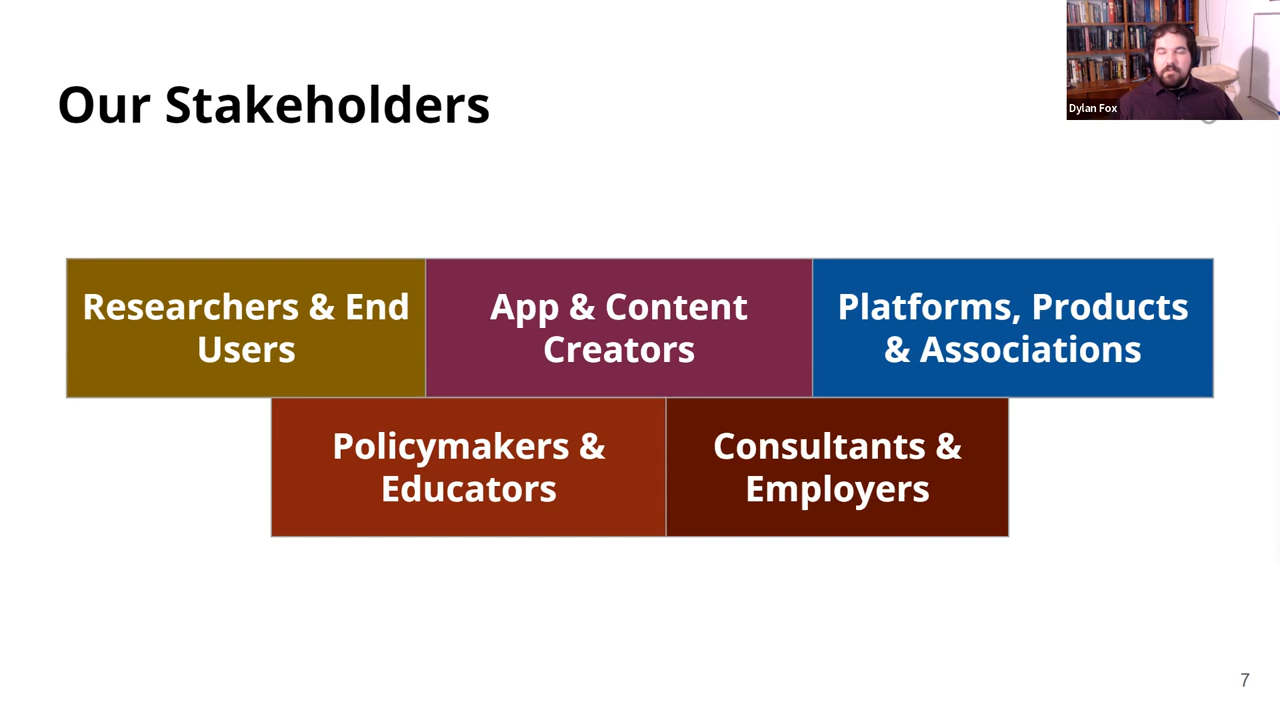 Dylan Fox
Our Stakeholders
Researchers & End
Users
App & Content
Creators
Platforms, Products
& Associations
Policymakers &
Educators
Consultants &
Employers
7